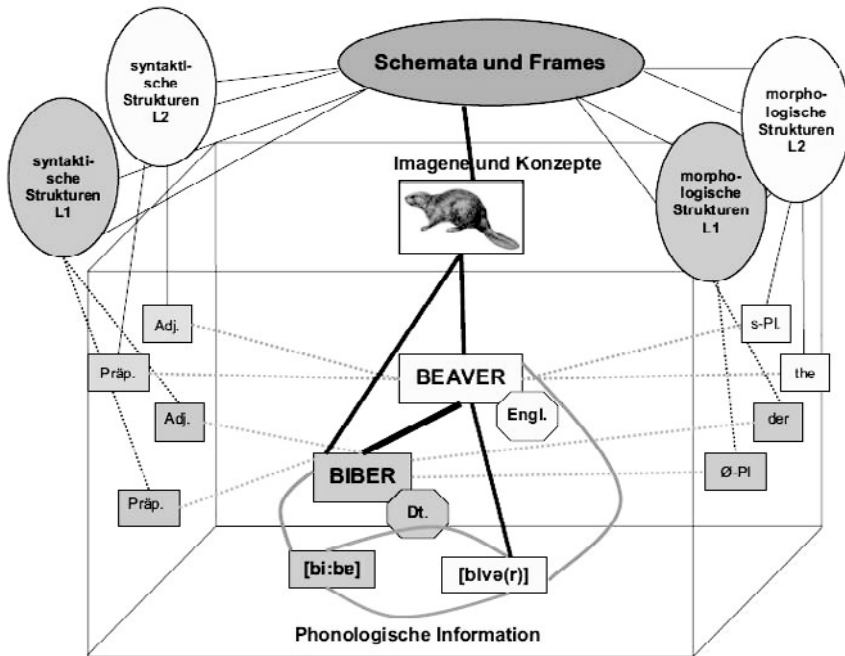 syntakti-
sche
Strukturen
L2
Schemata und Frames
morpho-
logische
Strukturen
L2
syntakti-
sche
Strukturen
L1
Imagene und Konzepte
morpho-
logische
Strukturen
L1
Adj.
s-Pl.
Präp.
BEAVER
the
Engl.
Adj.
der
BIBER
Ø-Pl
Präp.
Dt.
[bi:bɐ]
[bIvə(r)]
Phonologische Information